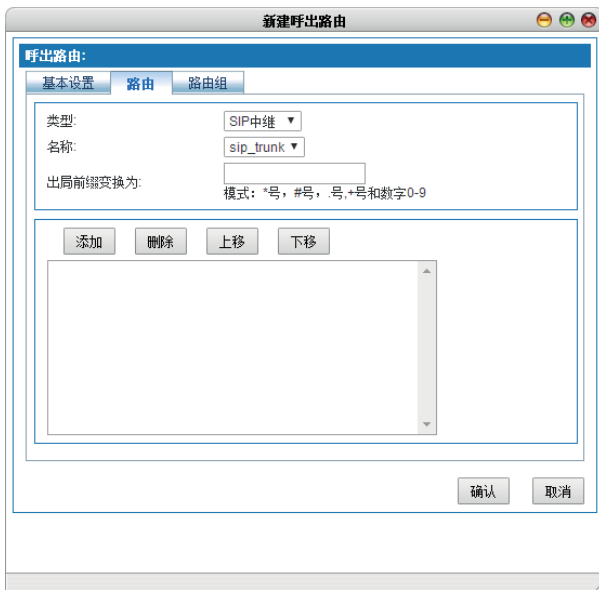 新建呼出路由
呼出路由:
基本设置 路由 路由组
类型: SIP中继
名称: sip_trunk
出局前缀变换为:
模式：*号，#号，.号,+号和数字0-9
添加 删除 上移 下移
确认 取消